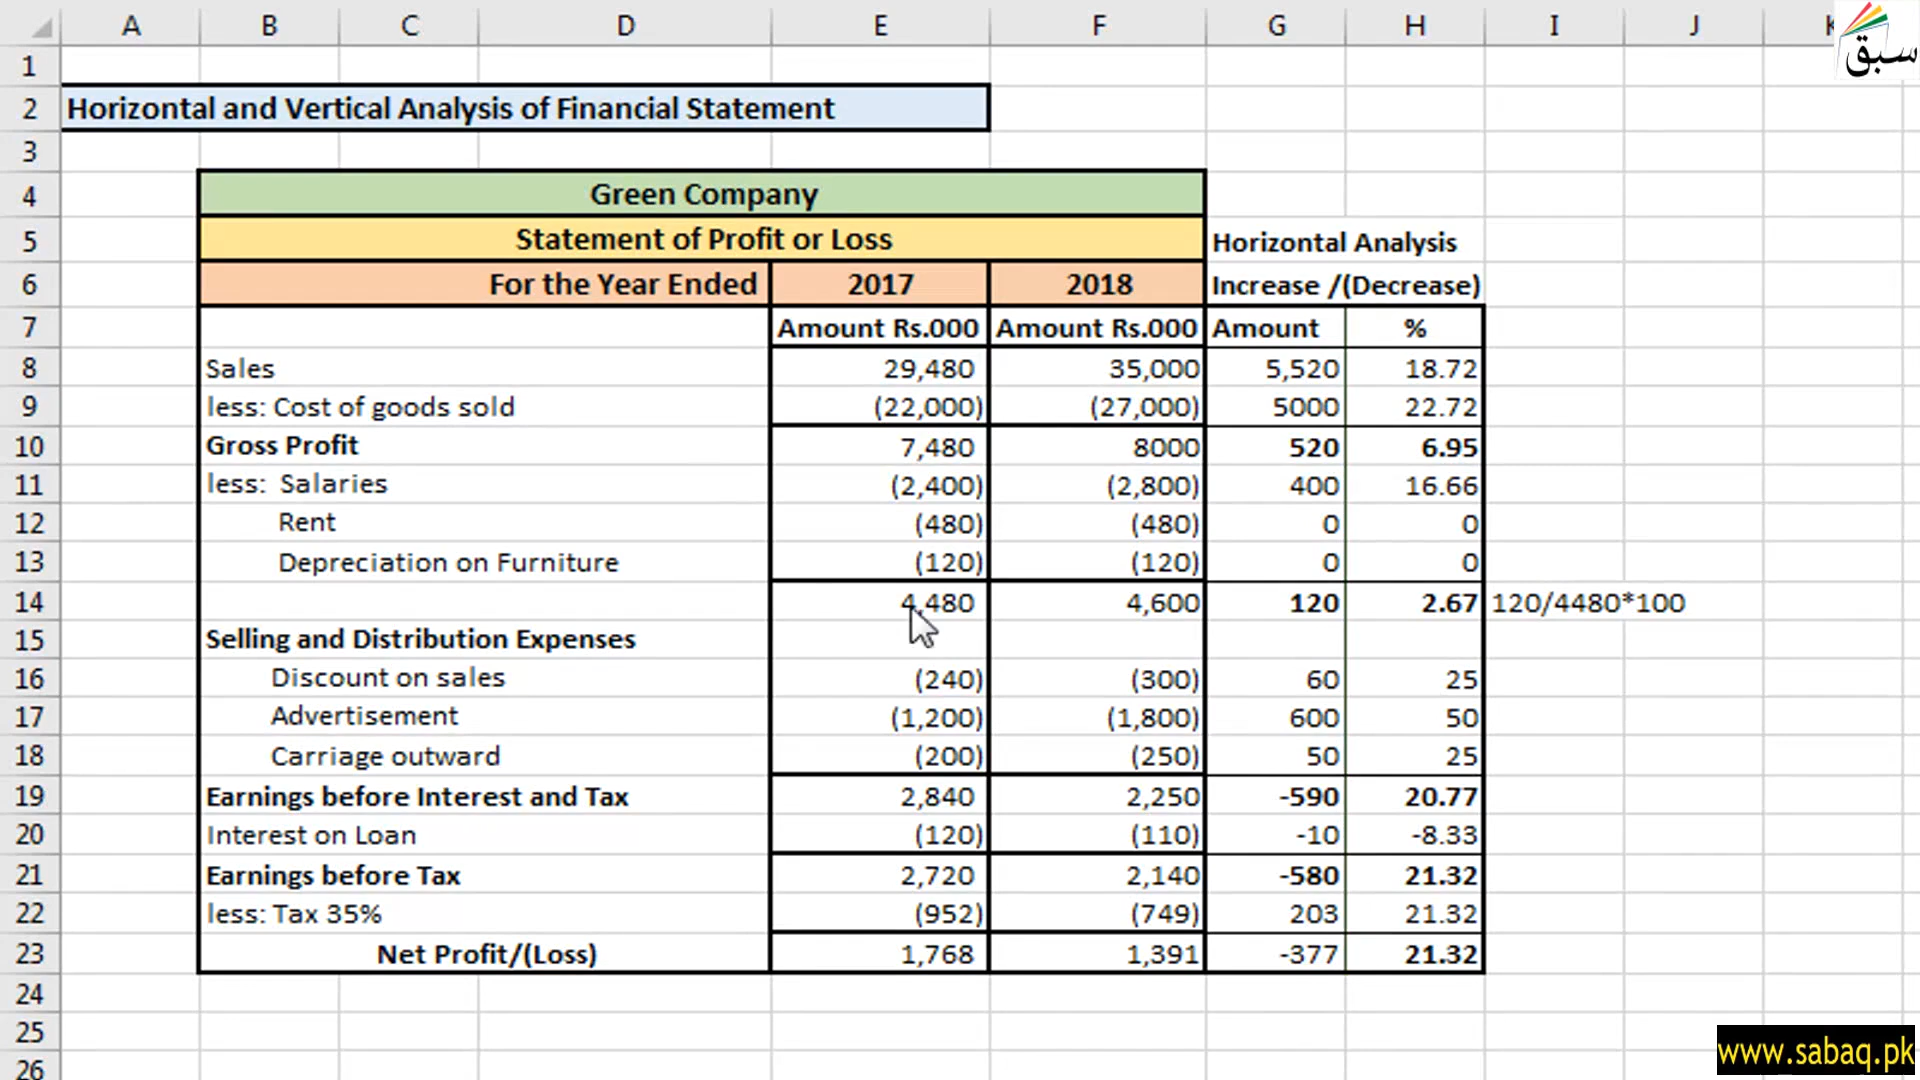 A B C D E F G H I J K
سبق
1
2 Horizontal and Vertical Analysis of Financial Statement
3
4 Green Company
5 Statement of Profit or Loss Horizontal Analysis
6 For the Year Ended 2017 2018 Increase /(Decrease)
7 Amount Rs.000 Amount Rs.000 Amount %
8 Sales 29,480 35,000 5,520 18.72
9 less: Cost of goods sold (22,000) (27,000) 5000 22.72
10 Gross Profit 7,480 8000 520 6.95
11 less: Salaries (2,400) (2,800) 400 16.66
12 Rent (480) (480) 0 0
13 Depreciation on Furniture (120) (120) 0 0
14 4,480 4,600 120 2.67 120/4480*100
15 Selling and Distribution Expenses
16 Discount on sales (240) (300) 60 25
17 Advertisement (1,200) (1,800) 600 50
18 Carriage outward (200) (250) 50 25
19 Earnings before Interest and Tax 2,840 2,250 -590 20.77
20 Interest on Loan (120) (110) -10 -8.33
21 Earnings before Tax 2,720 2,140 -580 21.32
22 less: Tax 35% (952) (749) 203 21.32
23 Net Profit/(Loss) 1,768 1,391 -377 21.32
24
25
26
www.sabaq.pk